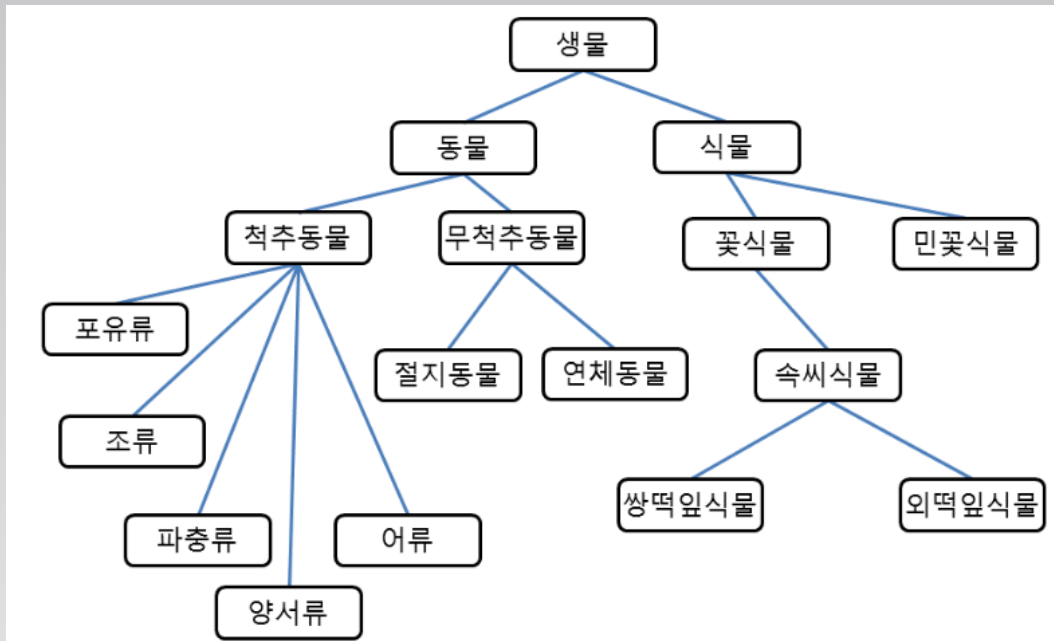 생물
동물
식물
척추동물
무척추동물
꽃식물
민꽃식물
포유류
절지동물
연체동물
속씨식물
조류
쌍떡잎식물
외떡잎식물
파충류
어류
양서류